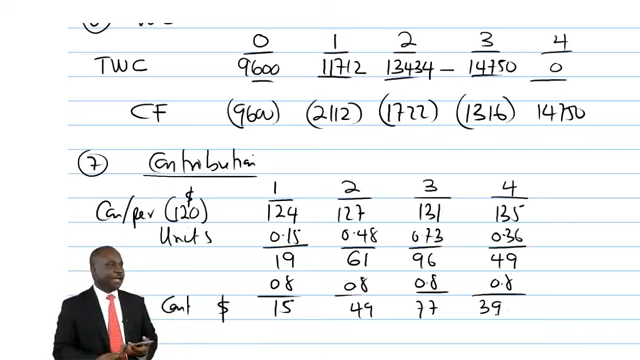 0 1 2 3 4
TWC 9600 11712 13434 – 14750 0
CF (9600) (2112) (1722) (1316) 14750
7 Contribution
1 2 3 4
$
Con/per (120) 124 127 131 135
Units 0.15 0.48 0.73 0.36
19 61 96 49
0.8 0.8 0.8 0.8
Cont $ 15 49 77 39